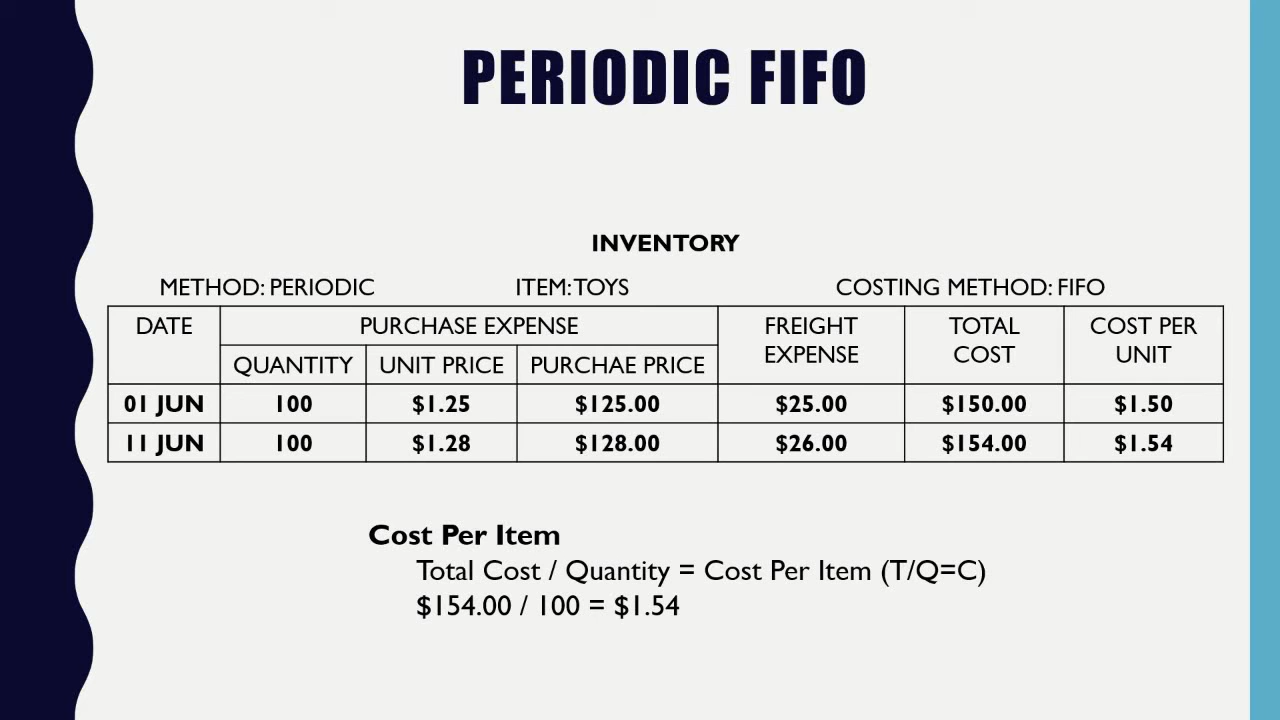 PERIODIC FIFO
INVENTORY
METHOD: PERIODIC ITEM: TOYS COSTING METHOD: FIFO
DATE PURCHASE EXPENSE FREIGHT EXPENSE TOTAL COST COST PER UNIT
QUANTITY UNIT PRICE PURCHAE PRICE
01 JUN 100 $1.25 $125.00 $25.00 $150.00 $1.50
11 JUN 100 $1.28 $128.00 $26.00 $154.00 $1.54
Cost Per Item
Total Cost / Quantity = Cost Per Item (T/Q=C)
$154.00 / 100 = $1.54